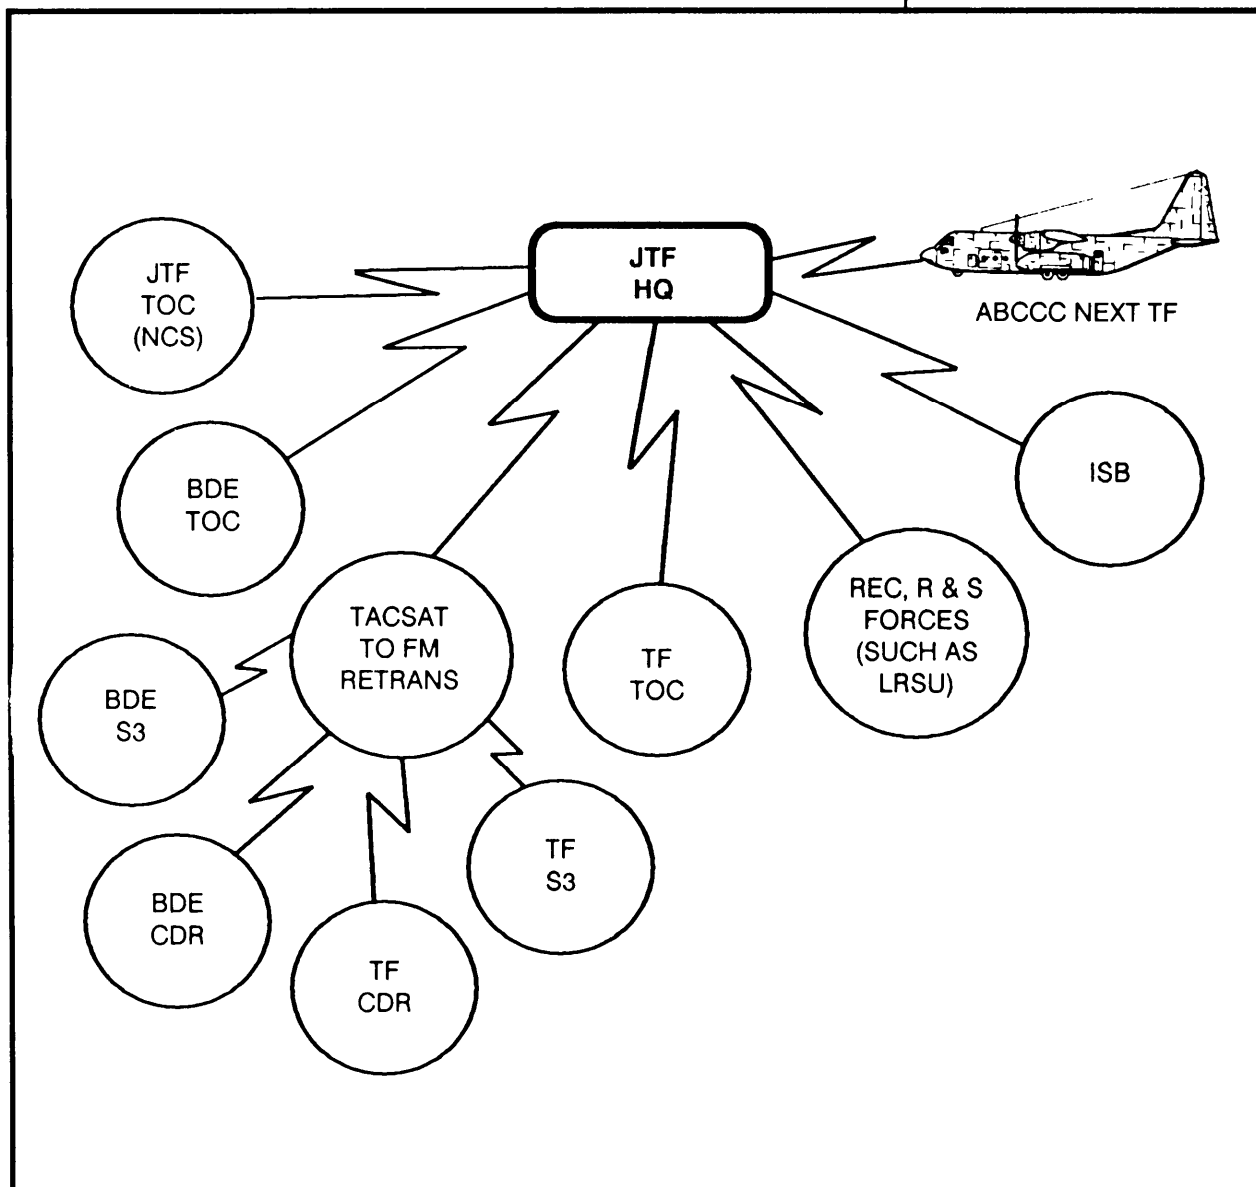 JTF
HQ
ABCCC NEXT TF
JTF
TOC
(NCS)
BDE
TOC
ISB
TACSAT
TO FM
RETRANS
TF
TOC
REC, R & S
FORCES
(SUCH AS
LRSU)
BDE
S3
TF
S3
BDE
CDR
TF
CDR